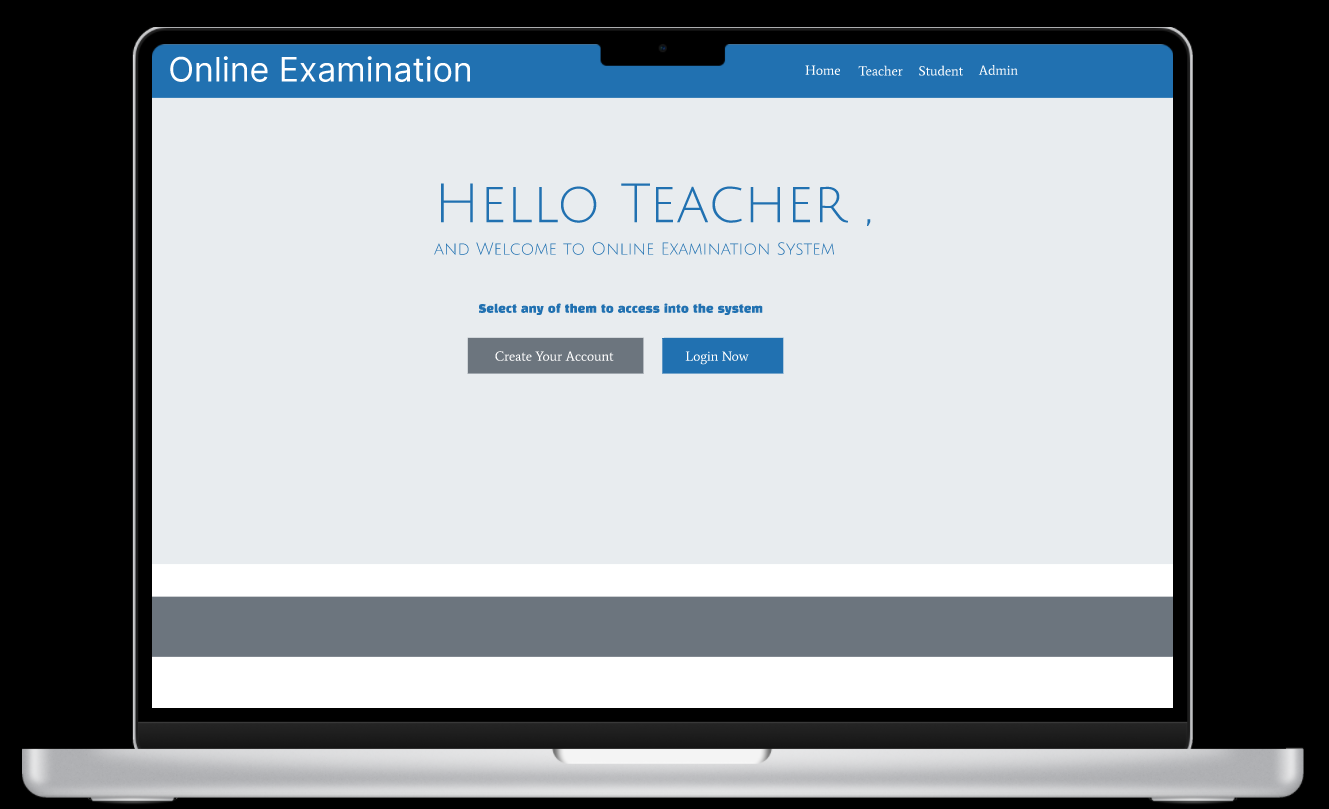 Online Examination
Home Teacher Student Admin
Hello Teacher ,
and Welcome to Online Examination System
Select any of them to access into the system
Create Your Account
Login Now